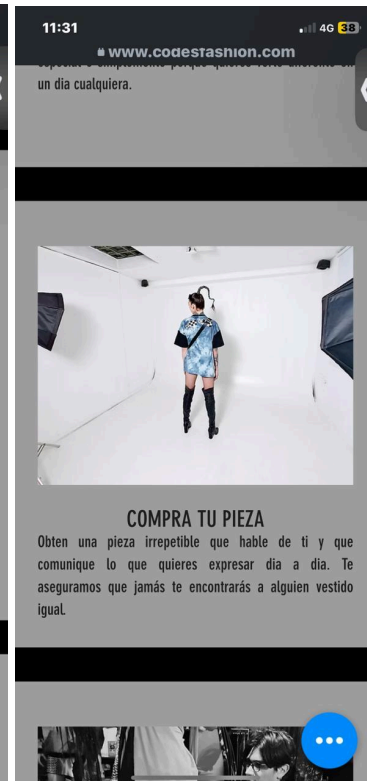 11:31
4G 38
www.codesfashion.com
un dia cualquiera.
COMPRA TU PIEZA
Obten una pieza irrepetible que hable de ti y que
comunique lo que quieres expresar dia a dia. Te
aseguramos que jamás te encontrarás a alguien vestido
igual.